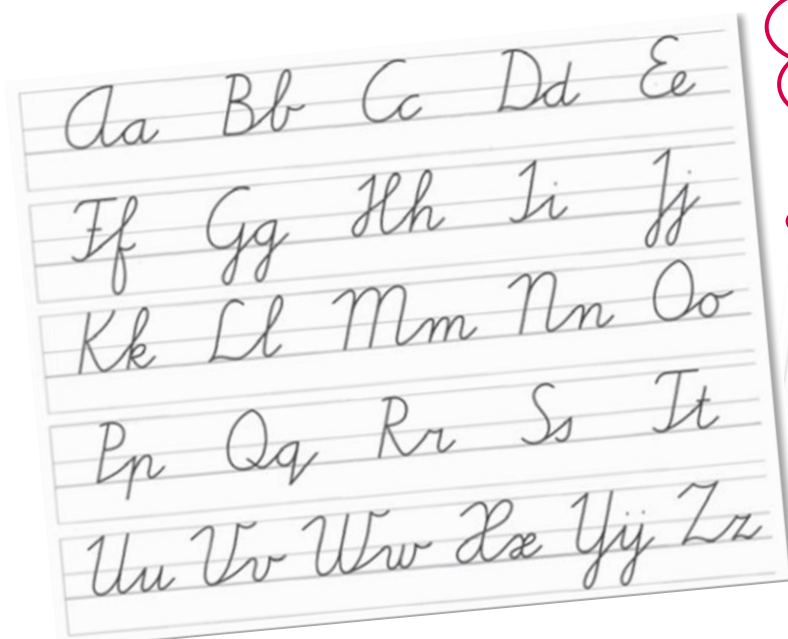 Aa Bb Cc Dd Ee
Ff Gg Hh Ii Jj
Kk Ll Mm Nn Oo
Pp Qq Rr Ss Tt
Uu Vv Ww Xx Yÿ Zz